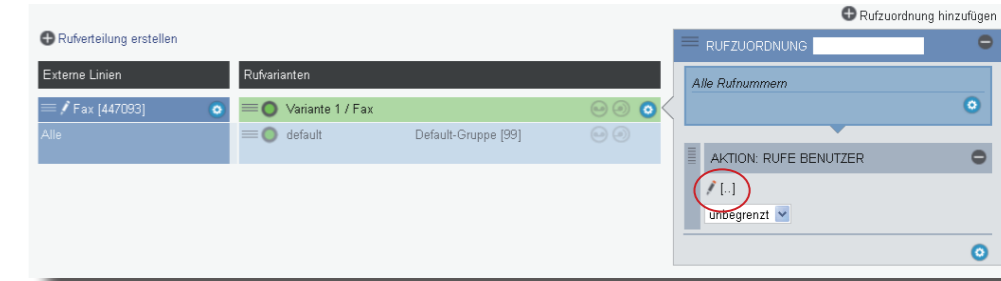 Rufzuordnung hinzufügen
Rufverteilung erstellen
RUFZUORDNUNG
Externe Linien
Rufvarianten
Alle Rufnummern
Fax [447093]
Variante 1 / Fax
Alle
default
Default-Gruppe [99]
AKTION: RUFE BENUTZER
[..]
unbegrenzt